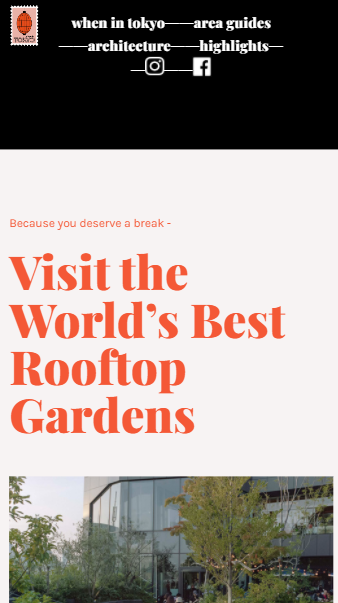 when in tokyo area guides
architecture highlights
Because you deserve a break -
Visit the
World's Best
Rooftop
Gardens